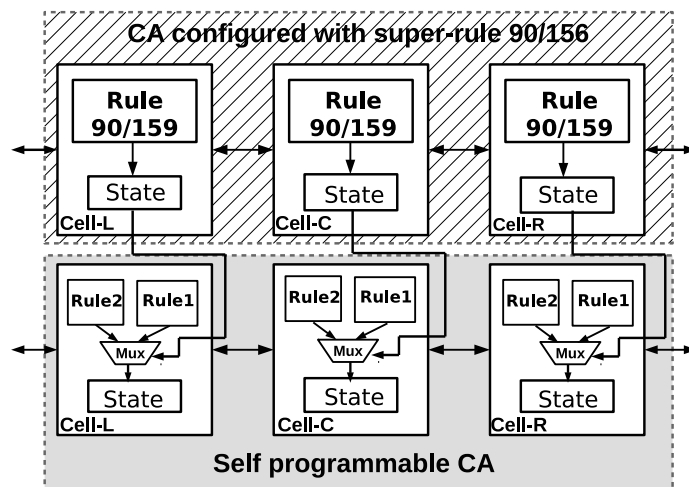 CA configured with super-rule 90/156
Rule Rule Rule
90/159 90/159 90/159
State State State
Cell-L Cell-C Cell-R
Rule2 Rule1 Rule2 Rule1 Rule2 Rule1
Mux Mux Mux
State State State
Cell-L Cell-C Cell-R
Self programmable CA